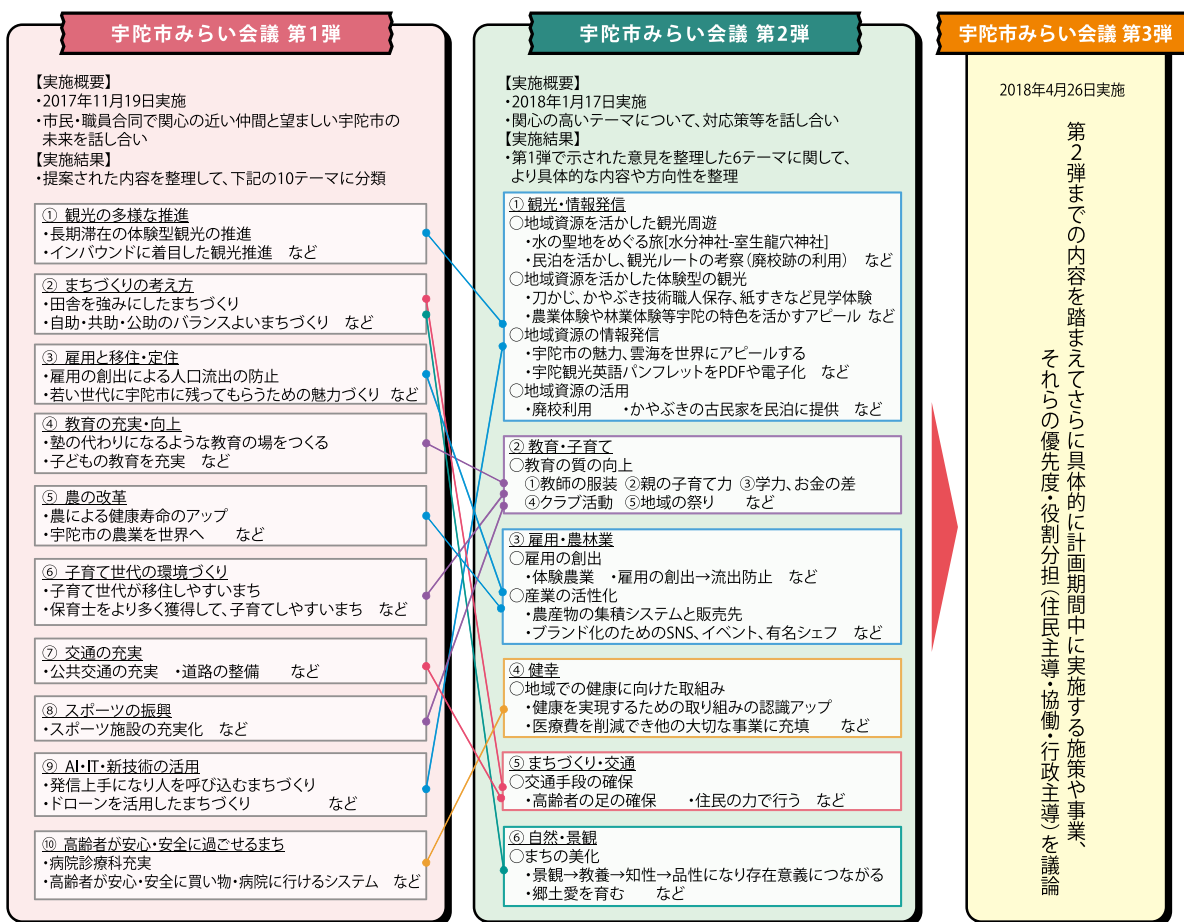 宇陀市みらい会議 第1弾
【実施概要】
・2017年11月19日実施
・市民・職員合同で関心の近い仲間と望ましい宇陀市の
未来を話し合い
【実施結果】
・提案された内容を整理して、下記の10テーマに分類
① 観光の多様な推進
・長期滞在の体験型観光の推進
・インバウンドに着目した観光推進　など
② まちづくりの考え方
・田舎を強みにしたまちづくり
・自助・共助・公助のバランスよいまちづくり　など
③ 雇用と移住・定住
・雇用の創出による人口流出の防止
・若い世代に宇陀市に残ってもらうための魅力づくり　など
④ 教育の充実・向上
・塾の代わりになるような教育の場をつくる
・子どもの教育を充実　など
⑤ 農の改革
・農による健康寿命のアップ
・宇陀市の農業を世界へ　　など
⑥ 子育て世代の環境づくり
・子育て世代が移住しやすいまち
・保育士をより多く獲得して、子育てしやすいまち　など
⑦ 交通の充実
・公共交通の充実　・道路の整備　　など
⑧ スポーツの振興
・スポーツ施設の充実化　など
⑨ AI・IT・新技術の活用
・発信上手になり人を呼び込むまちづくり
・ドローンを活用したまちづくり　　　　　など
⑩ 高齢者が安心・安全に過ごせるまち
・病院診療科充実
・高齢者が安心・安全に買い物・病院に行けるシステム　など
宇陀市みらい会議 第2弾
【実施概要】
・2018年1月17日実施
・関心の高いテーマについて、対応策等を話し合い
【実施結果】
・第1弾で示された意見を整理した6テーマに関して、
より具体的な内容や方向性を整理
① 観光・情報発信
○地域資源を活かした観光周遊
・水の聖地をめぐる旅[水分神社-室生龍穴神社]
・民泊を活かし、観光ルートの考察(廃校跡の利用)　など
○地域資源を活かした体験型の観光
・刀かじ、かやぶき技術職人保存、紙すきなど見学体験
・農業体験や林業体験等宇陀の特色を活かすアピール　など
○地域資源の情報発信
・宇陀市の魅力、雲海を世界にアピールする
・宇陀観光英語パンフレットをPDFや電子化　など
○地域資源の活用
・廃校利用　　・かやぶきの古民家を民泊に提供　など
② 教育・子育て
○教育の質の向上
①教師の服装 ②親の子育て力 ③学力、お金の差
④クラブ活動 ⑤地域の祭り　　など
③ 雇用・農林業
○雇用の創出
・体験農業　・雇用の創出→流出防止　など
○産業の活性化
・農産物の集積システムと販売先
・ブランド化のためのSNS、イベント、有名シェフ　など
④ 健幸
○地域での健康に向けた取組み
・健康を実現するための取り組みの認識アップ
・医療費を削減でき他の大切な事業に充填　　など
⑤ まちづくり・交通
○交通手段の確保
・高齢者の足の確保　　・住民の力で行う　など
⑥ 自然・景観
○まちの美化
・景観→教養→知性→品性になり存在意義につながる
・郷土愛を育む　　など
宇陀市みらい会議 第3弾
2018年4月26日実施
第2弾までの内容を踏まえてさらに具体的に計画期間中に実施する施策や事業、
それらの優先度・役割分担(住民主導・協働・行政主導)を議論